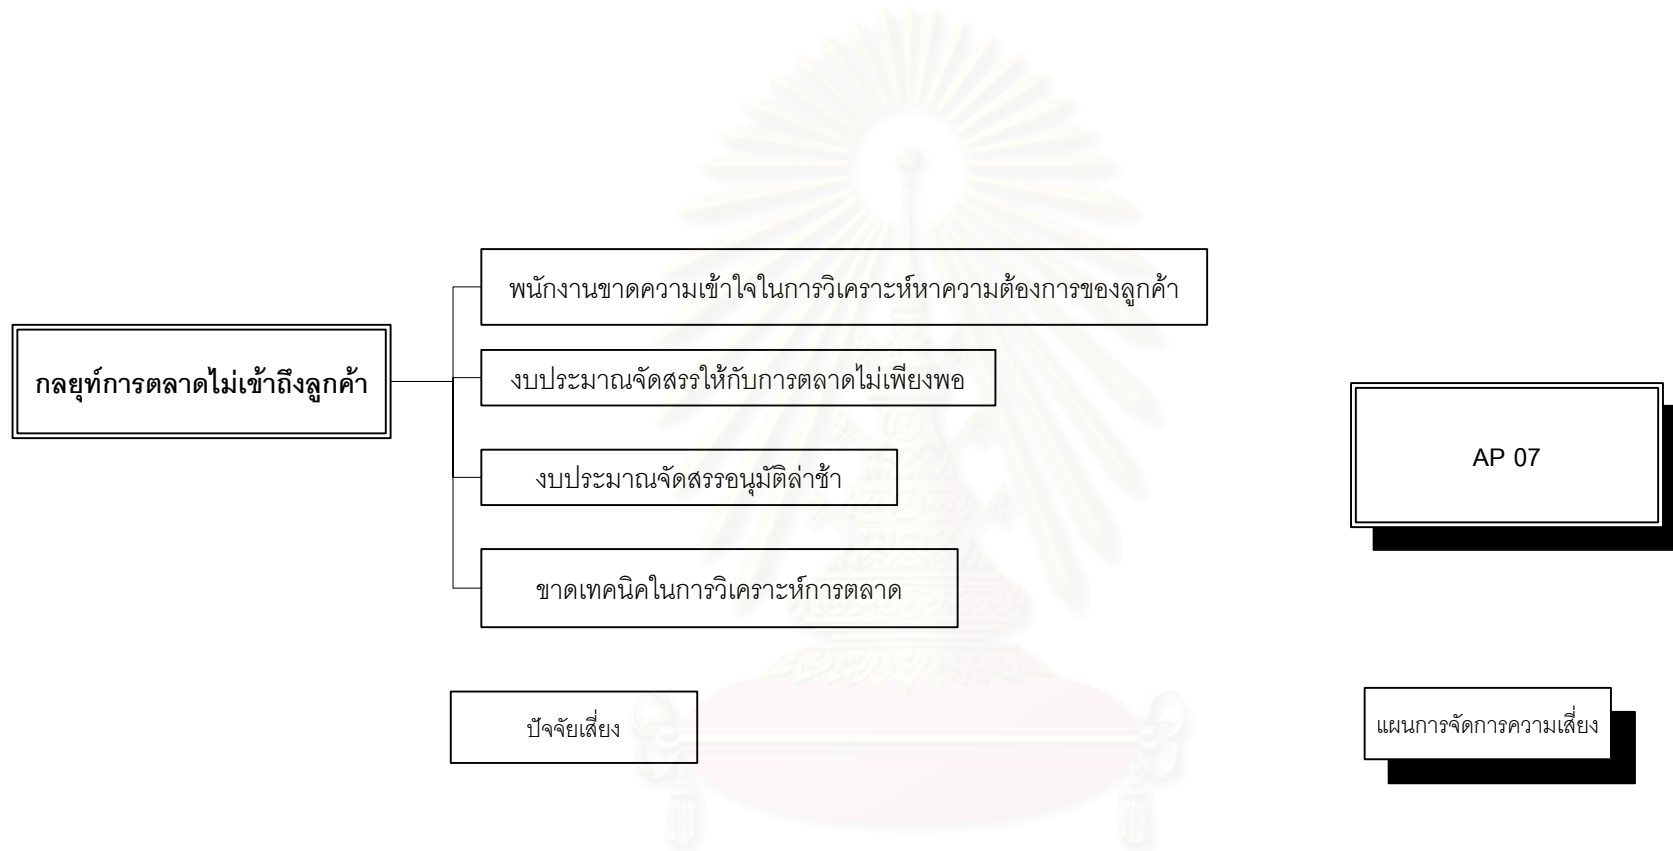 พนักงานขาดความเข้าใจในการวิเคราะห์หาความต้องการของลูกค้า
กลยุท์การตลาดไม่เข้าถึงลูกค้า
งบประมาณจัดสรรให้กับการตลาดไม่เพียงพอ
AP 07
งบประมาณจัดสรรอนุมัติล่าช้า
ขาดเทคนิคในการวิเคราะห์การตลาด
ปัจจัยเสี่ยง
แผนการจัดการความเสี่ยง